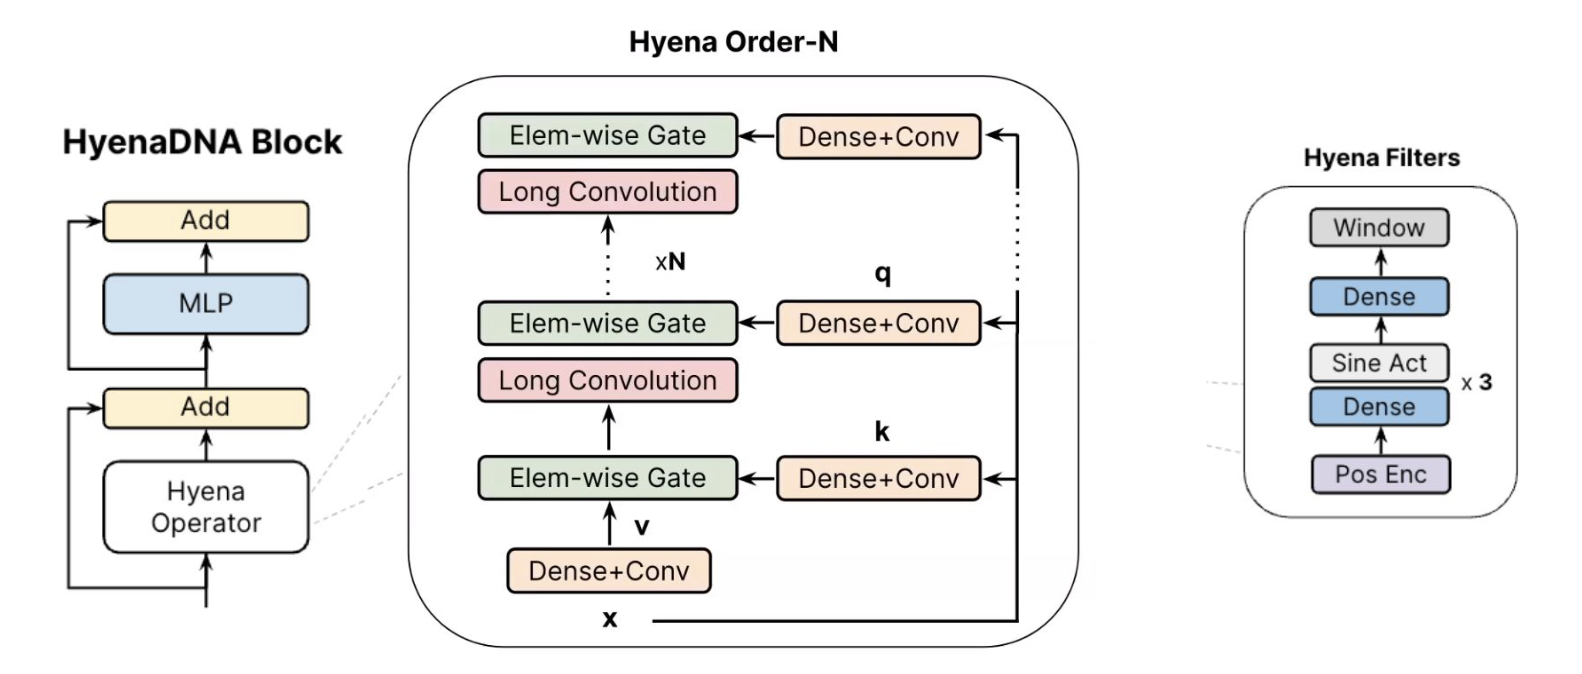 Hyena Order-N
HyenaDNA Block
Add
MLP
Add
Hyena
Operator
Elem-wise Gate
Dense+Conv
Long Convolution
xN
q
Elem-wise Gate
Dense+Conv
Long Convolution
k
Elem-wise Gate
Dense+Conv
v
Dense+Conv
x
Hyena Filters
Window
Dense
Sine Act
x 3
Dense
Pos Enc